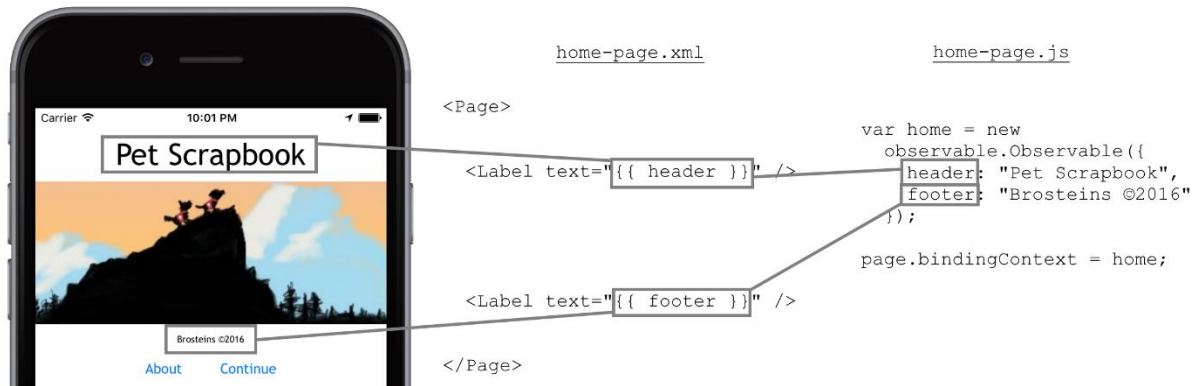 Carrier 10:01 PM
Pet Scrapbook
Brosteins ©2016
About Continue
home-page.xml
<Page>
<Label text="{{ header }}" />
<Label text="{{ footer }}" />
</Page>
home-page.js
var home = new
observable.Observable({
header: "Pet Scrapbook",
footer: "Brosteins ©2016"
});
page.bindingContext = home;